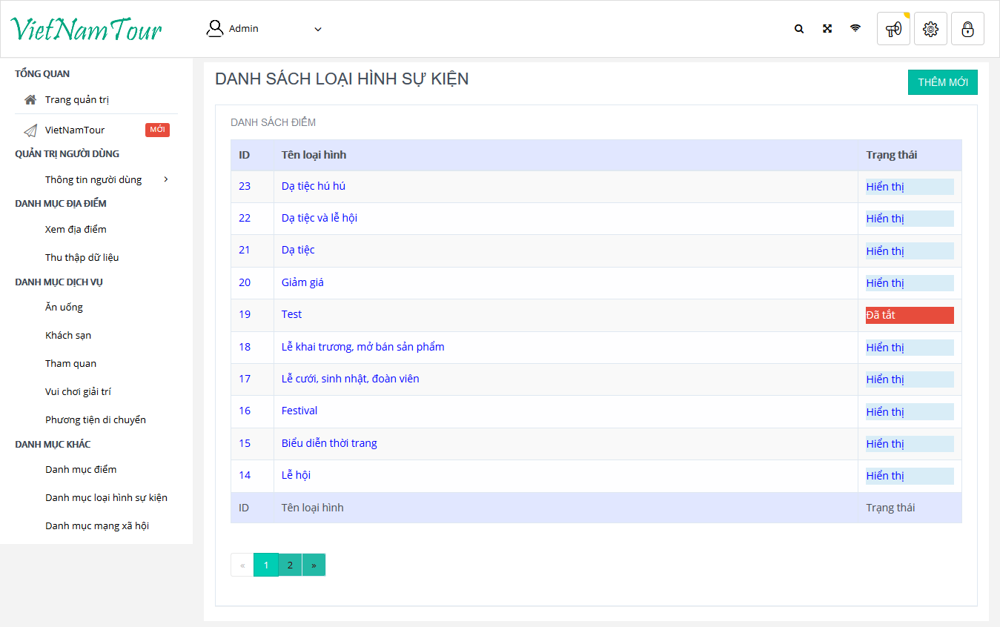 VietNamTour
Admin
TỔNG QUAN
Trang quản trị
VietNamTour MỚI
QUẢN TRỊ NGƯỜI DÙNG
Thông tin người dùng
DANH MỤC ĐỊA ĐIỂM
Xem địa điểm
Thu thập dữ liệu
DANH MỤC DỊCH VỤ
Ăn uống
Khách sạn
Tham quan
Vui chơi giải trí
Phương tiện di chuyển
DANH MỤC KHÁC
Danh mục điểm
Danh mục loại hình sự kiện
Danh mục mạng xã hội
DANH SÁCH LOẠI HÌNH SỰ KIỆN
THÊM MỚI
DANH SÁCH ĐIỂM
ID Tên loại hình Trạng thái
23 Dạ tiệc hú hú Hiển thị
22 Dạ tiệc và lễ hội Hiển thị
21 Dạ tiệc Hiển thị
20 Giảm giá Hiển thị
19 Test Đã tắt
18 Lễ khai trương, mở bán sản phẩm Hiển thị
17 Lễ cưới, sinh nhật, đoàn viên Hiển thị
16 Festival Hiển thị
15 Biểu diễn thời trang Hiển thị
14 Lễ hội Hiển thị
ID Tên loại hình Trạng thái
« 1 2 »